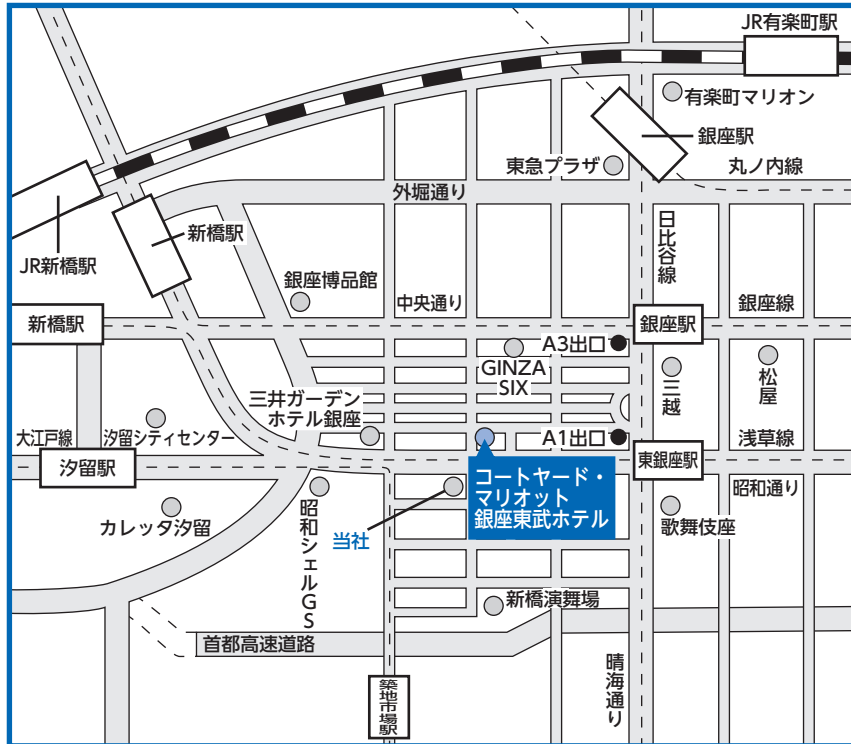 JR有楽町駅
有楽町マリオン
銀座駅
東急プラザ
丸ノ内線
外堀通り
新橋駅
JR新橋駅
日比谷線
銀座博品館
中央通り
銀座線
新橋駅
銀座駅
A3出口
GINZA
SIX
三越
松屋
三井ガーデン
ホテル銀座
大江戸線
汐留シティセンター
A1出口
浅草線
汐留駅
東銀座駅
コートヤード・
マリオット
銀座東武ホテル
昭和通り
カレッタ汐留
昭和シェルGS
当社
歌舞伎座
新橋演舞場
首都高速道路
晴海通り
築地市場駅